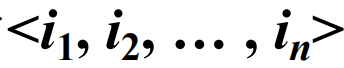 <i₁, i₂, … , iₙ>